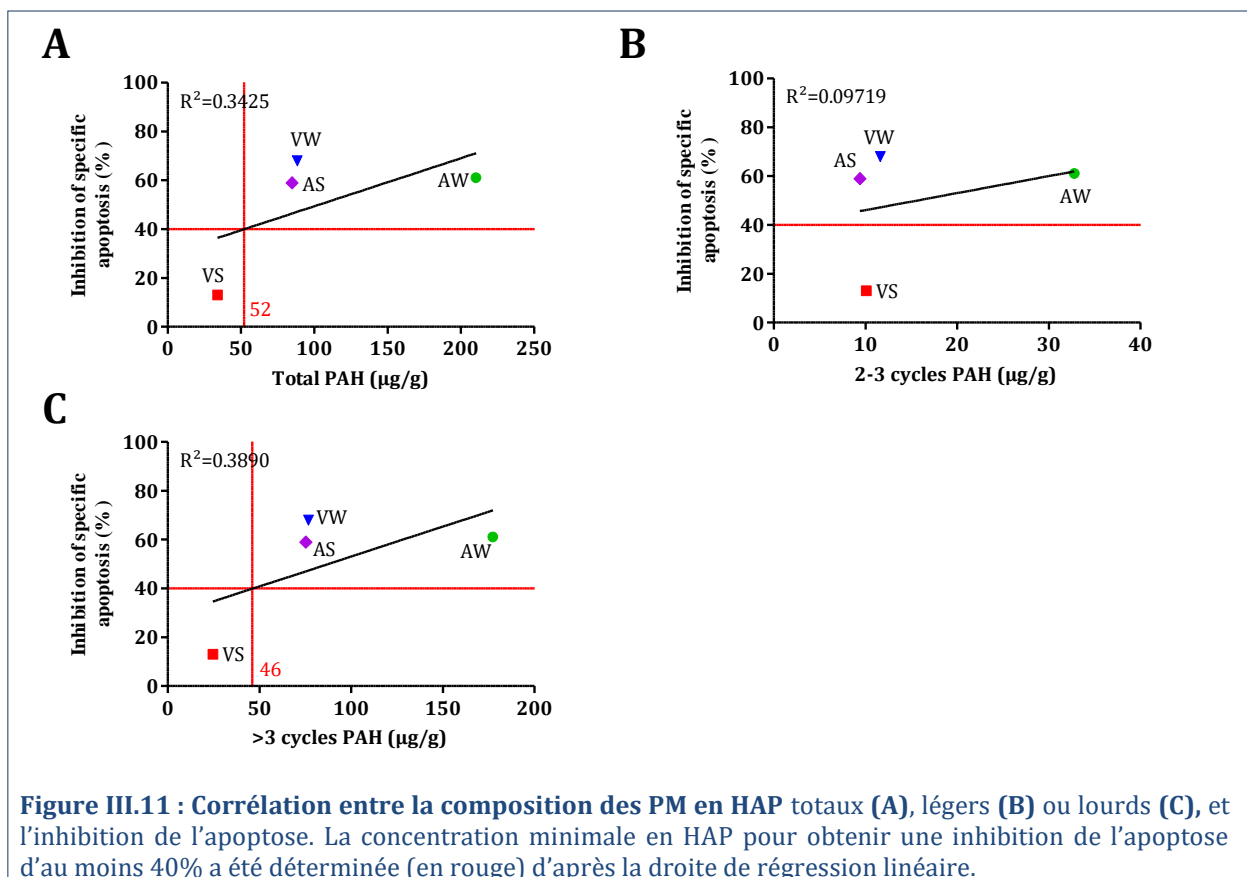 A
100
80
60
40
20
0
R²=0.3425
VW
AS
AW
VS
52
0 50 100 150 200 250
Total PAH (µg/g)
Inhibition of specific
apoptosis (%)
B
100
80
60
40
20
0
R²=0.09719
VW
AS
AW
VS
0 10 20 30 40
2-3 cycles PAH (µg/g)
Inhibition of specific
apoptosis (%)
C
100
80
60
40
20
0
R²=0.3890
VW
AS
AW
VS
46
0 50 100 150 200
>3 cycles PAH (µg/g)
Inhibition of specific
apoptosis (%)
Figure III.11 : Corrélation entre la composition des PM en HAP totaux (A), légers (B) ou lourds (C), et
l’inhibition de l’apoptose. La concentration minimale en HAP pour obtenir une inhibition de l’apoptose
d’au moins 40% a été déterminée (en rouge) d’après la droite de régression linéaire.